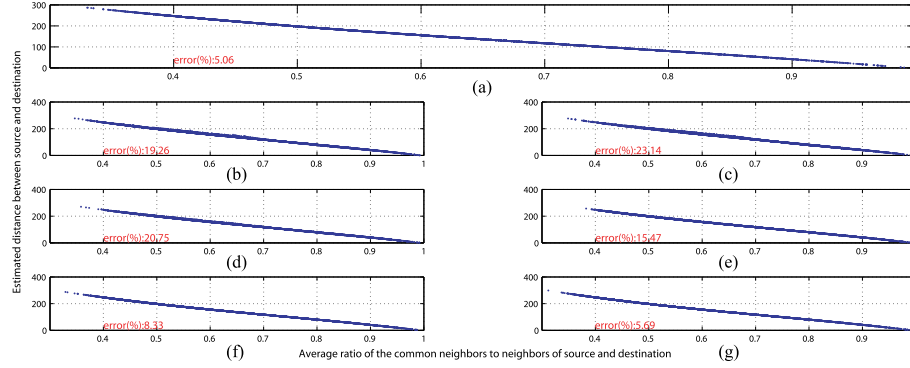 300
200
100
0
error(%):5.06
0.4 0.5 0.6 0.7 0.8 0.9
(a)
Estimated distance between source and destination
400
200
0
error(%):19.26
0.4 0.5 0.6 0.7 0.8 0.9 1
(b)
400
200
0
error(%):23.14
0.4 0.5 0.6 0.7 0.8 0.9
(c)
400
200
0
error(%):20.75
0.4 0.5 0.6 0.7 0.8 0.9 1
(d)
400
200
0
error(%):15.47
0.4 0.5 0.6 0.7 0.8 0.9
(e)
400
200
0
error(%):8.33
0.4 0.5 0.6 0.7 0.8 0.9 1
(f)
400
200
0
error(%):5.69
0.4 0.5 0.6 0.7 0.8 0.9
(g)
Average ratio of the common neighbors to neighbors of source and destination